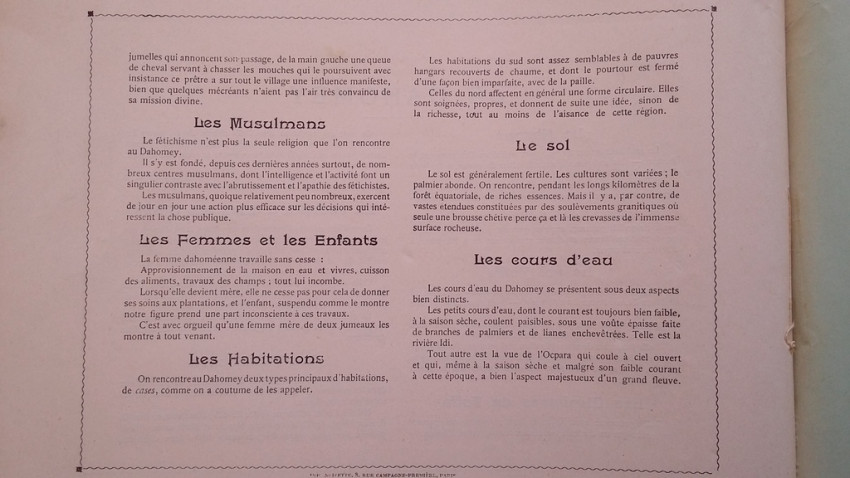 jumelles qui annoncent son passage, de la main gauche une queue
de cheval servant à chasser les mouches qui le poursuivent avec
insistance ce prêtre a sur tout le village une influence manifeste,
bien que quelques mécréants n'aient pas l'air très convaincu de
sa mission divine.
Les Musulmans
Le fétichisme n'est plus la seule religion que l'on rencontre
au Dahomey.
Il s'y est fondé, depuis ces dernières années surtout, de nom-
breux centres musulmans, dont l'intelligence et l'activité font un
singulier contraste avec l'abrutissement et l'apathie des fétichistes.
Les musulmans, quoique relativement peu nombreux, exercent
de jour en jour une action plus efficace sur les décisions qui inté-
ressent la chose publique.
Les Femmes et les Enfants
La femme dahoméenne travaille sans cesse :
Approvisionnement de la maison en eau et vivres, cuisson
des aliments, travaux des champs ; tout lui incombe.
Lorsqu'elle devient mère, elle ne cesse pas pour cela de donner
ses soins aux plantations, et l'enfant, suspendu comme le montre
notre figure prend une part inconsciente à ces travaux.
C'est avec orgueil qu'une femme mère de deux jumeaux les
montre à tout venant.
Les Habitations
On rencontre au Dahomey deux types principaux d'habitations,
de cases, comme on a coutume de les appeler.
Les habitations du sud sont assez semblables à de pauvres
hangars recouverts de chaume, et dont le pourtour est fermé
d'une façon bien imparfaite, avec de la paille.
Celles du nord affectent en général une forme circulaire. Elles
sont soignées, propres, et donnent de suite une idée, sinon de
la richesse, tout au moins de l'aisance de cette région.
Le sol
Le sol est généralement fertile. Les cultures sont variées ; le
palmier abonde. On rencontre, pendant les longs kilomètres de la
forêt équatoriale, de riches essences. Mais il y a, par contre, de
vastes étendues constituées par des soulèvements granitiques où
seule une brousse chétive perce ça et là les crevasses de l'immense
surface rocheuse.
Les cours d'eau
Les cours d'eau du Dahomey se présentent sous deux aspects
bien distincts.
Les petits cours d'eau, dont le courant est toujours bien faible,
à la saison sèche, coulent paisibles, sous une voûte épaisse faite
de branches de palmiers et de lianes enchevêtrées. Telle est la
rivière Idi.
Tout autre est la vue de l'Ocpara qui coule à ciel ouvert
et qui, même à la saison sèche et malgré son faible courant
à cette époque, a bien l'aspect majestueux d'un grand fleuve.
RUE CAMPAGNE-PREMIÈRE, PARIS